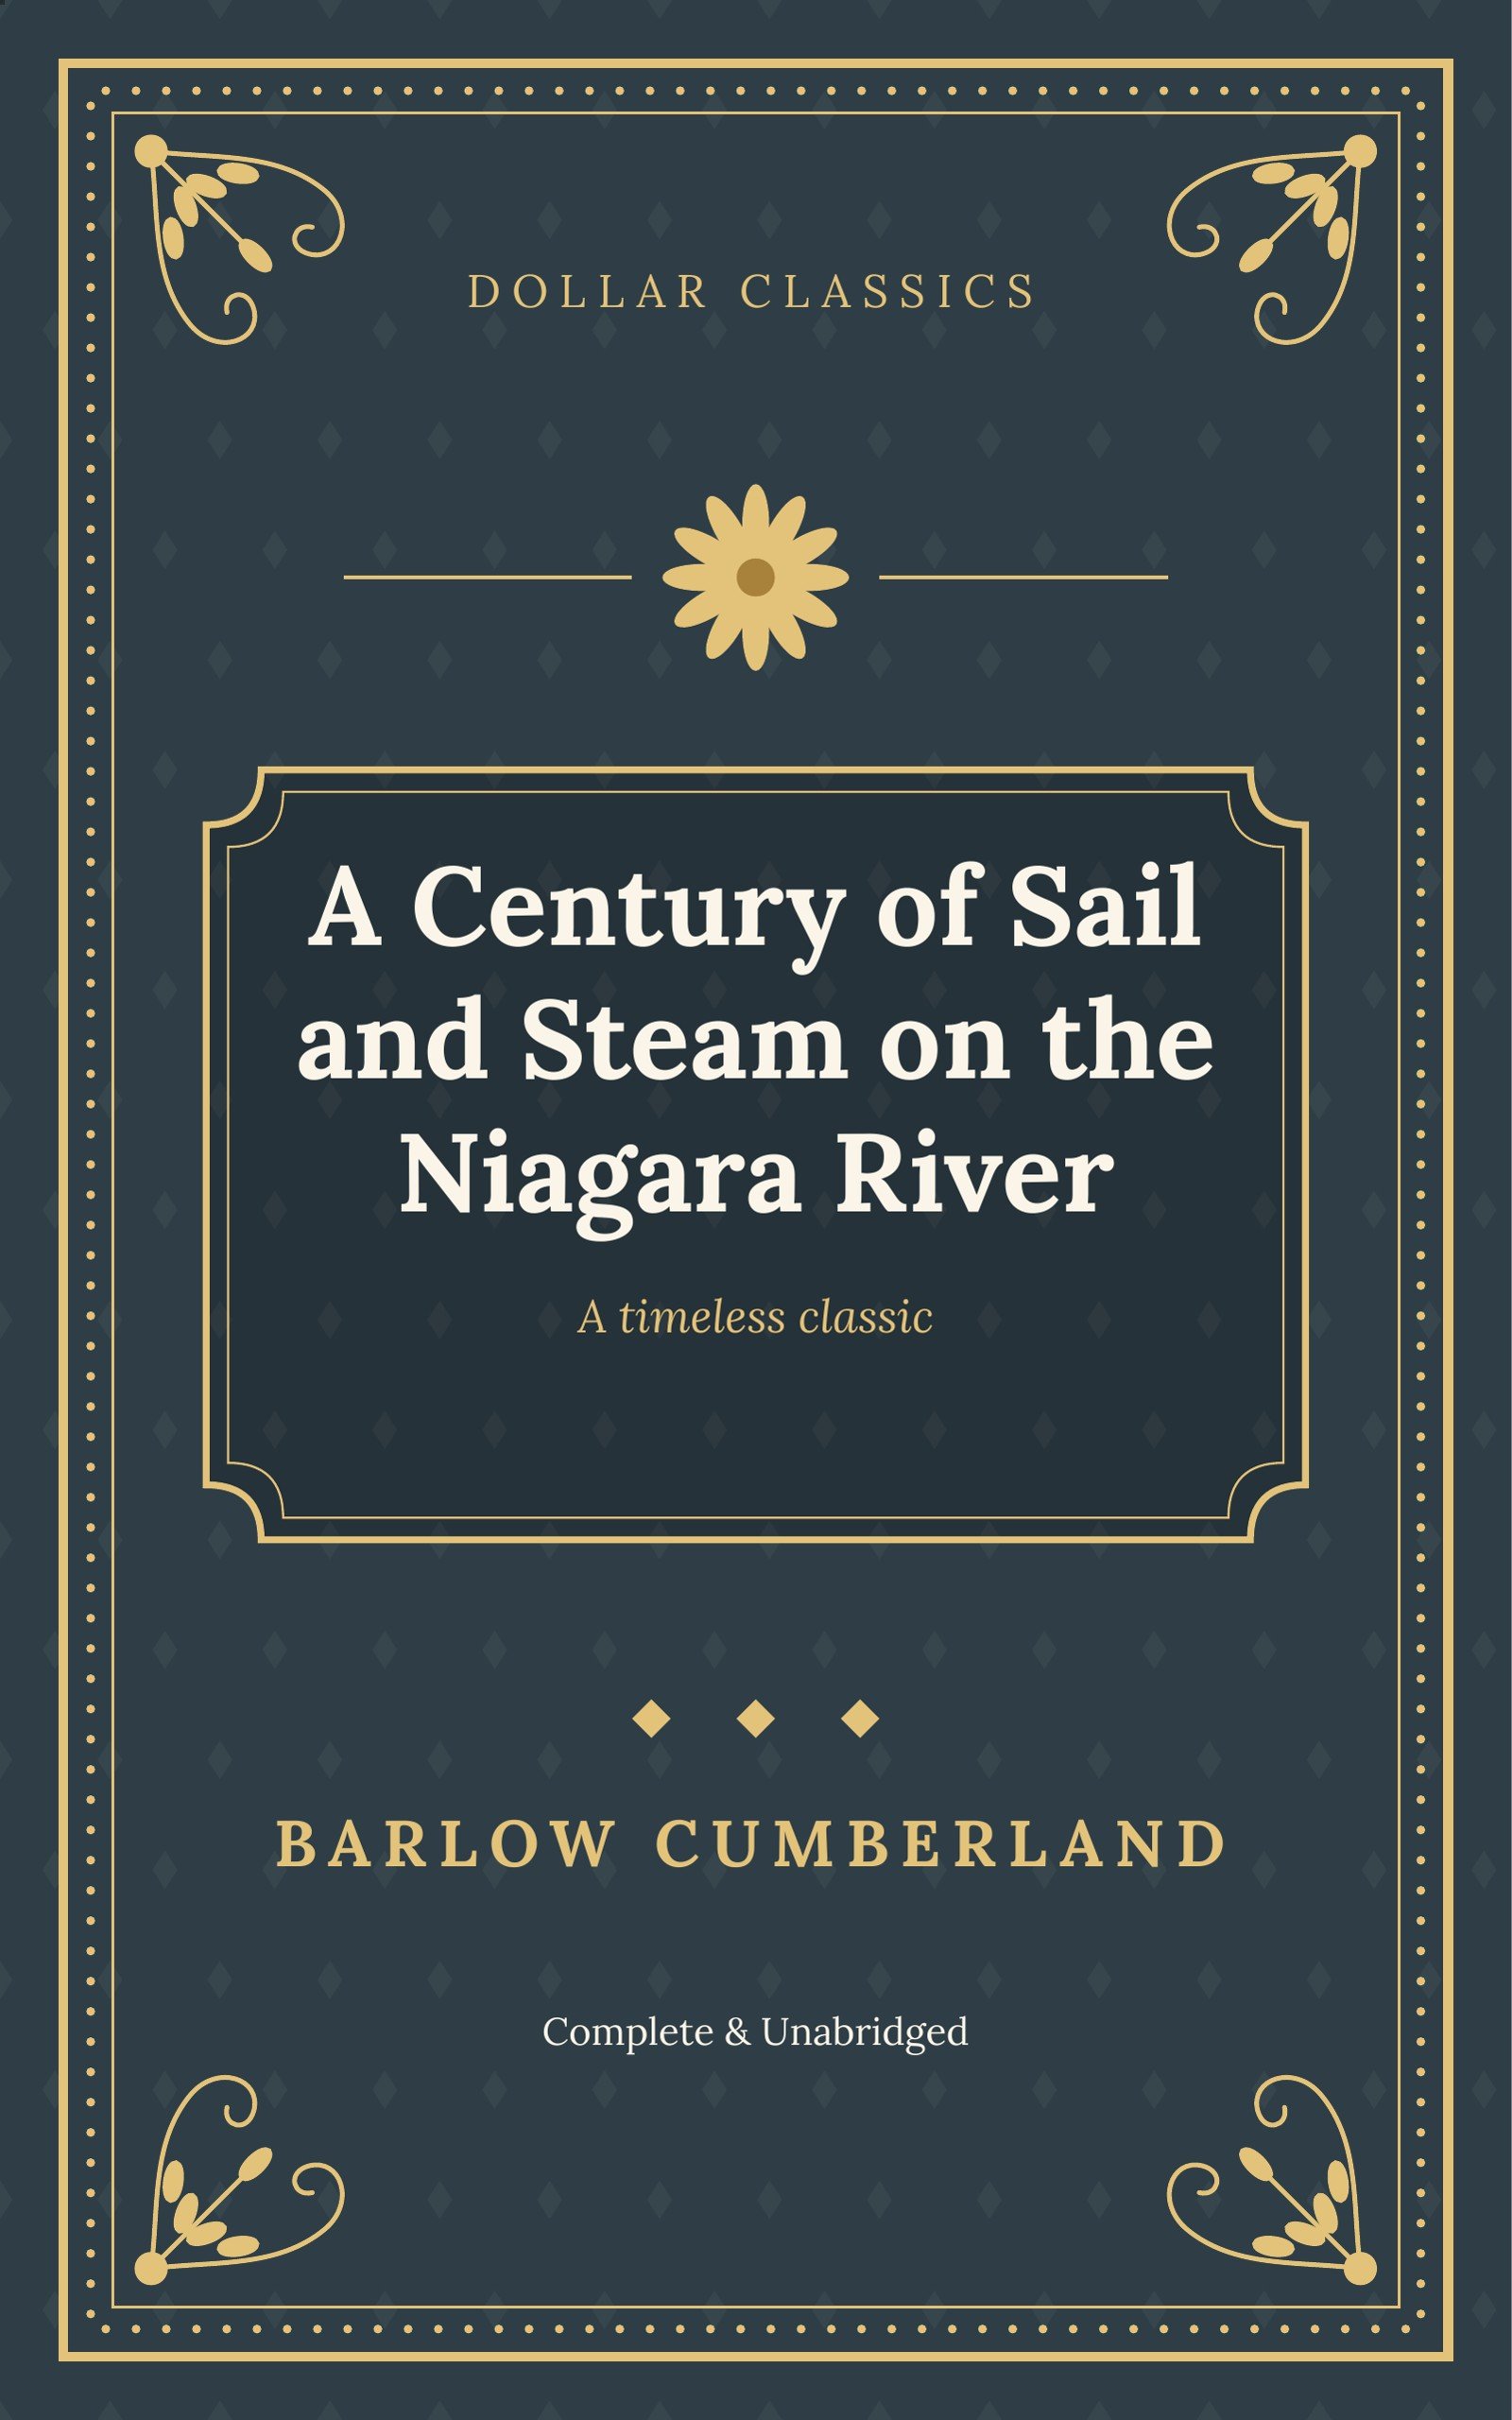 DOLLAR CLASSICS
A Century of Sail
and Steam on the
Niagara River
A timeless classic
BARLOW CUMBERLAND
Complete & Unabridged